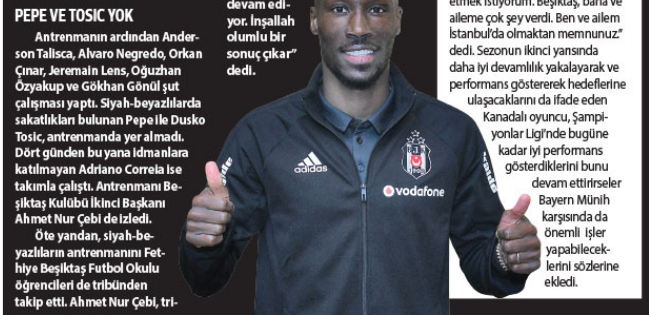 PEPE VE TOSIC YOK
Antrenmanın ardından Ander-
son Talisca, Alvaro Negredo, Orkan
Çınar, Jeremain Lens, Oğuzhan
Özyakup ve Gökhan Gönül şut
çalışması yaptı. Siyah-beyazlılarda
sakatlıkları bulunan Pepe ile Dusko
Tosic, antrenmanda yer almadı.
Dört günden bu yana idmanlara
katılmayan Adriano Correia ise
takımla çalıştı. Antrenmanı Be-
şiktaş Kulübü İkinci Başkanı
Ahmet Nur Çebi de izledi.
Öte yandan, siyah-be-
yazlıların antrenmanını Fet-
hiye Beşiktaş Futbol Okulu
öğrencileri de tribünden
takip etti. Ahmet Nur Çebi, tri-
devam edi-
yor. İnşallah
olumlu bir
sonuç çıkar”
dedi.
adidas
vodafone
etmek istiyorum. Beşiktaş, bana ve
aileme çok şey verdi. Ben ve ailem
İstanbul’da olmaktan memnunuz.”
dedi. Sezonun ikinci yarısında
daha iyi devamlılık yakalayarak ve
performans göstererek hedeflerine
ulaşacaklarını da ifade eden
Kanadalı oyuncu, Şampi-
yonlar Ligi’nde bugüne
kadar iyi performans
gösterdiklerini bunu
devam ettirirseler
Bayern Münih
karşısında da
önemli işler
yapabilecek-
lerini sözlerine
ekledi.